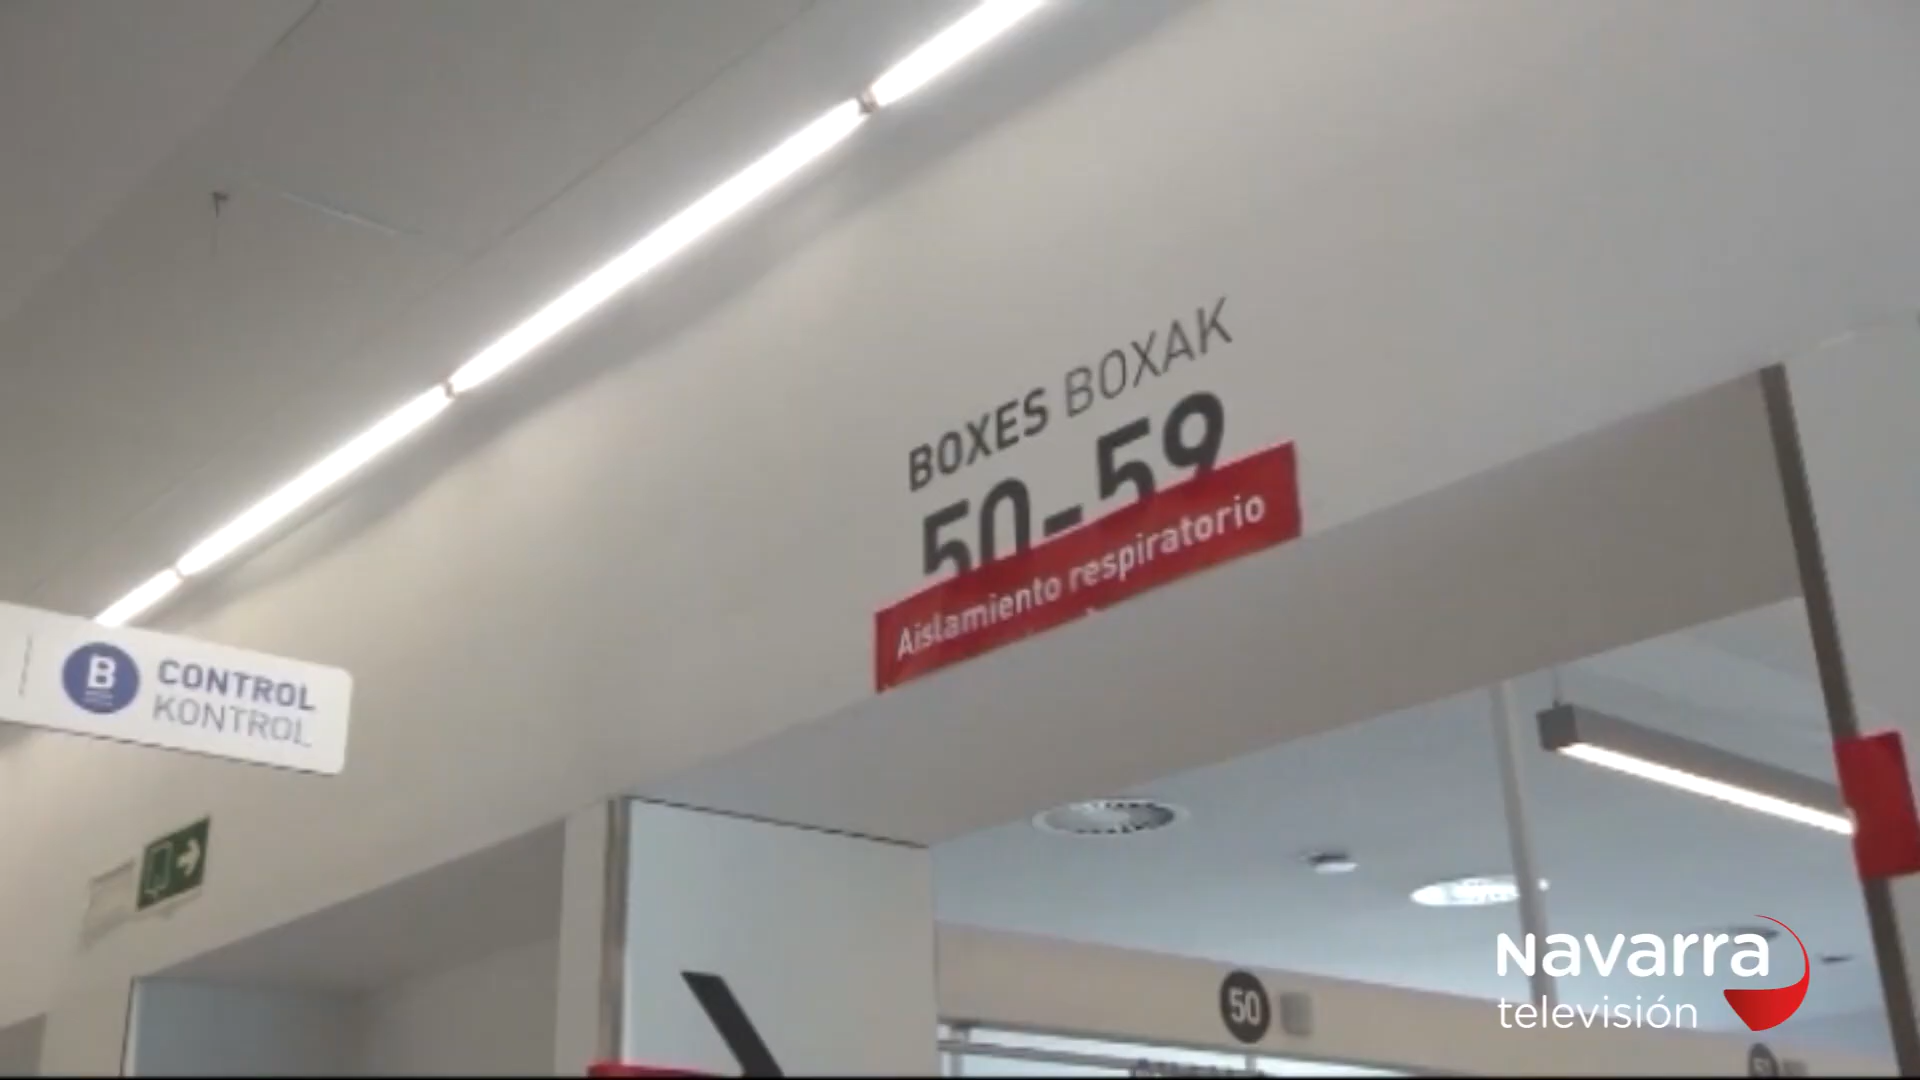 BOXES BOXAK
50-59
Aislamiento respiratorio
B CONTROL
KONTROL
50
Navarra
televisión